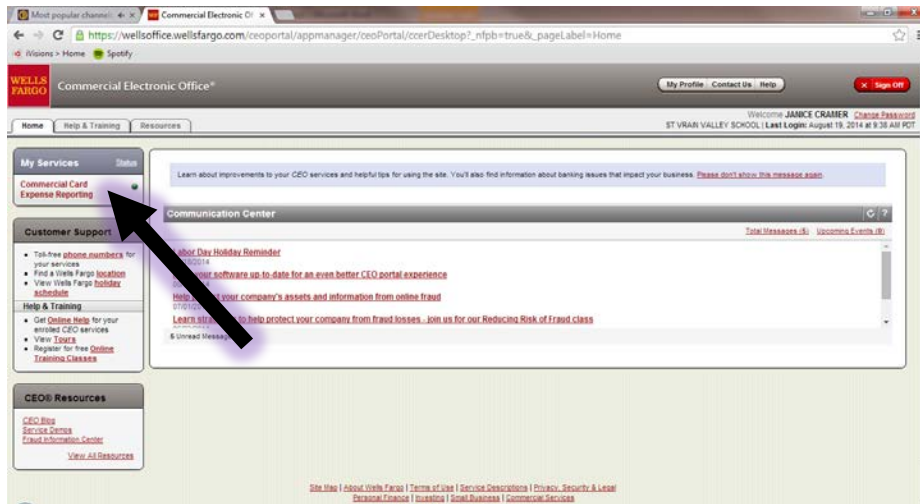 Most popular channel:
Commercial Electronic Of
https://wellsoffice.wellsfargo.com/ceoportal/appmanager/ceoPortal/ccerDesktop?_nfpb=true&_pageLabel=Home
iVisions > Home Spotify
WELLS FARGO
Commercial Electronic Office®
My Profile Contact Us Help
X Sign Off
Home Help & Training Resources
Welcome JANICE CRAMER Change Password
ST VRAIN VALLEY SCHOOL | Last Login: August 19, 2014 at 9:38 AM PDT
My Services Status
Commercial Card
Expense Reporting
Learn about improvements to your CEO services and helpful tips for using the site. You'll also find information about banking issues that impact your business. Please don't show this message again.
Communication Center
Total Messages (5) Upcoming Events (8)
Labor Day Holiday Reminder
2014
your software up-to-date for an even better CEO portal experience
Help your company's assets and information from online fraud
07/01/2
Learn to help protect your company from fraud losses - join us for our Reducing Risk of Fraud class
5 Unread Message
Customer Support
Toll-free phone numbers for
your services
Find a Wells Fargo location
View Wells Fargo holiday
schedule
Help & Training
Get Online Help for your
enrolled CEO services
View Tours
Register for free Online
Training Classes
CEO® Resources
CEO Blog
Service Demos
Fraud Information Center
View All Resources
Site Map | About Wells Fargo | Terms of Use | Service Descriptions | Privacy, Security & Legal
Personal Finance | Investing | Small Business | Commercial Services